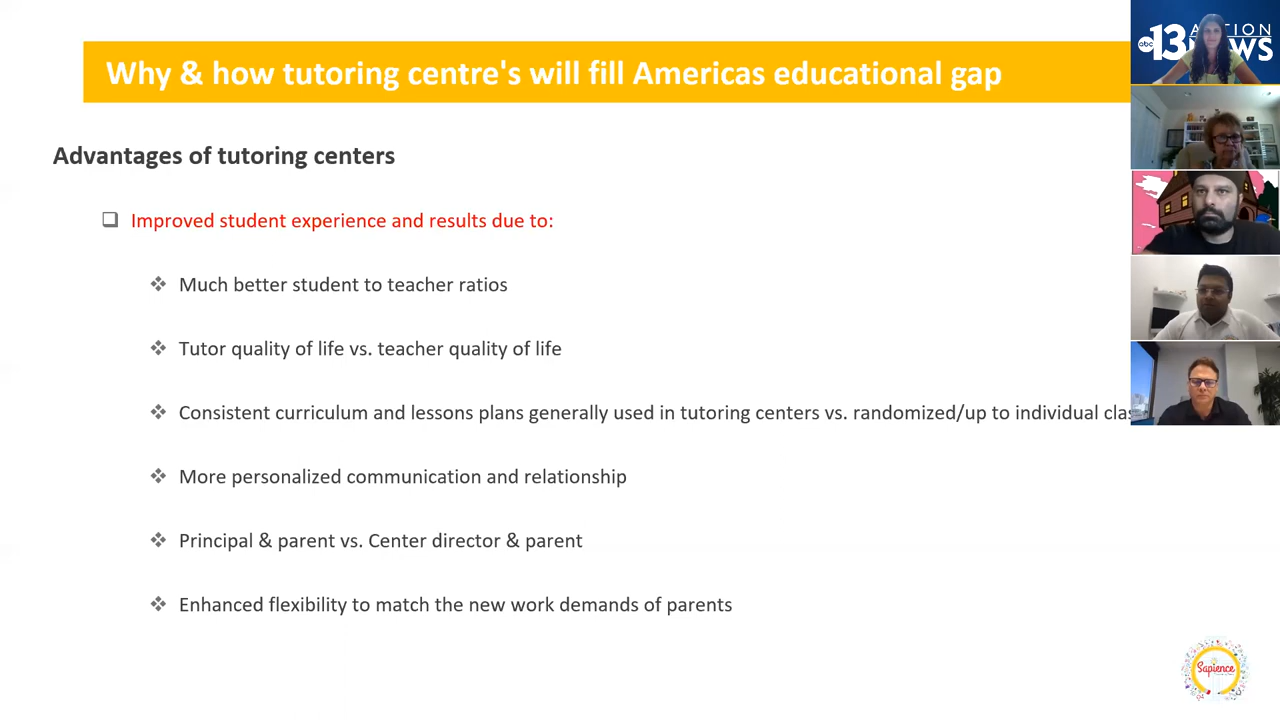 Why & how tutoring centre's will fill Americas educational gap
Advantages of tutoring centers
Improved student experience and results due to:
Much better student to teacher ratios
Tutor quality of life vs. teacher quality of life
Consistent curriculum and lessons plans generally used in tutoring centers vs. randomized/up to individual clas
More personalized communication and relationship
Principal & parent vs. Center director & parent
Enhanced flexibility to match the new work demands of parents
abc 13
Sapience